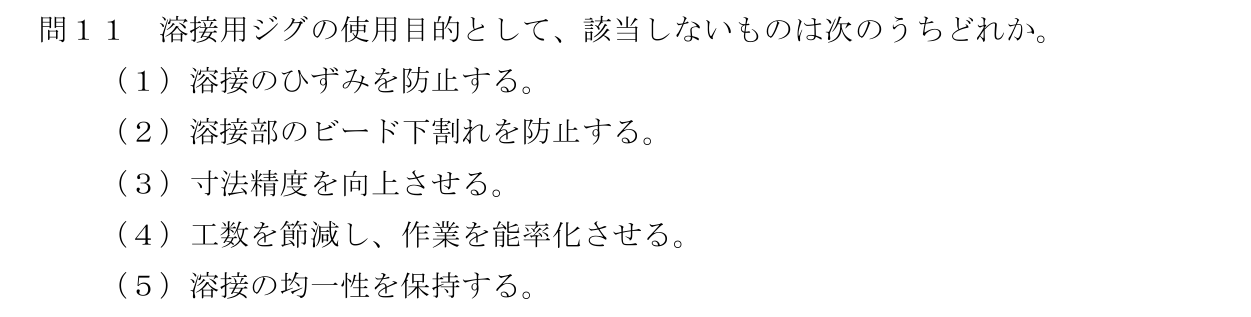 問１１　溶接用ジグの使用目的として、該当しないものは次のうちどれか。
（１）溶接のひずみを防止する。
（２）溶接部のビード下割れを防止する。
（３）寸法精度を向上させる。
（４）工数を節減し、作業を能率化させる。
（５）溶接の均一性を保持する。